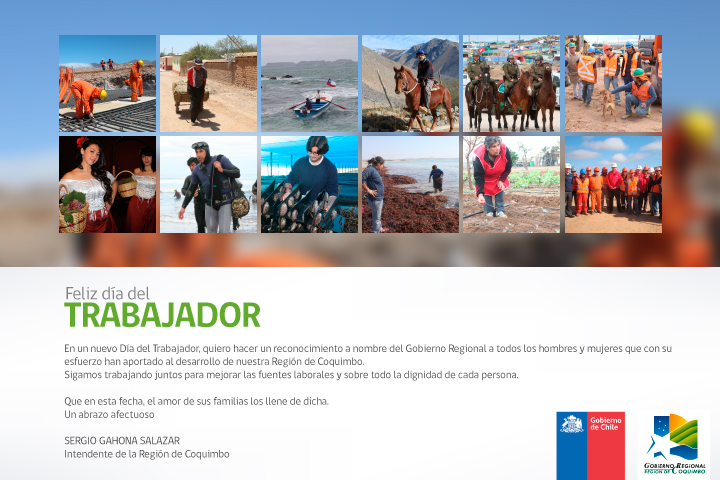 Feliz día del
TRABAJADOR
En un nuevo Día del Trabajador, quiero hacer un reconocimiento a nombre del Gobierno Regional a todos los hombres y mujeres que con su
esfuerzo han aportado al desarrollo de nuestra Región de Coquimbo.
Sigamos trabajando juntos para mejorar las fuentes laborales y sobre todo la dignidad de cada persona.
Que en esta fecha, el amor de sus familias los llene de dicha.
Un abrazo afectuoso
SERGIO GAHONA SALAZAR
Intendente de la Región de Coquimbo
Gobierno
de Chile
GOBIERNO REGIONAL
REGIÓN DE COQUIMBO